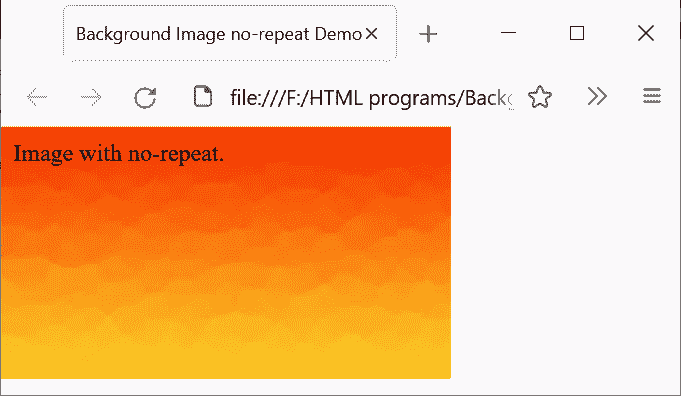 Background Image no-repeat Demo
file:///F:/HTML programs/Backg
Image with no-repeat.